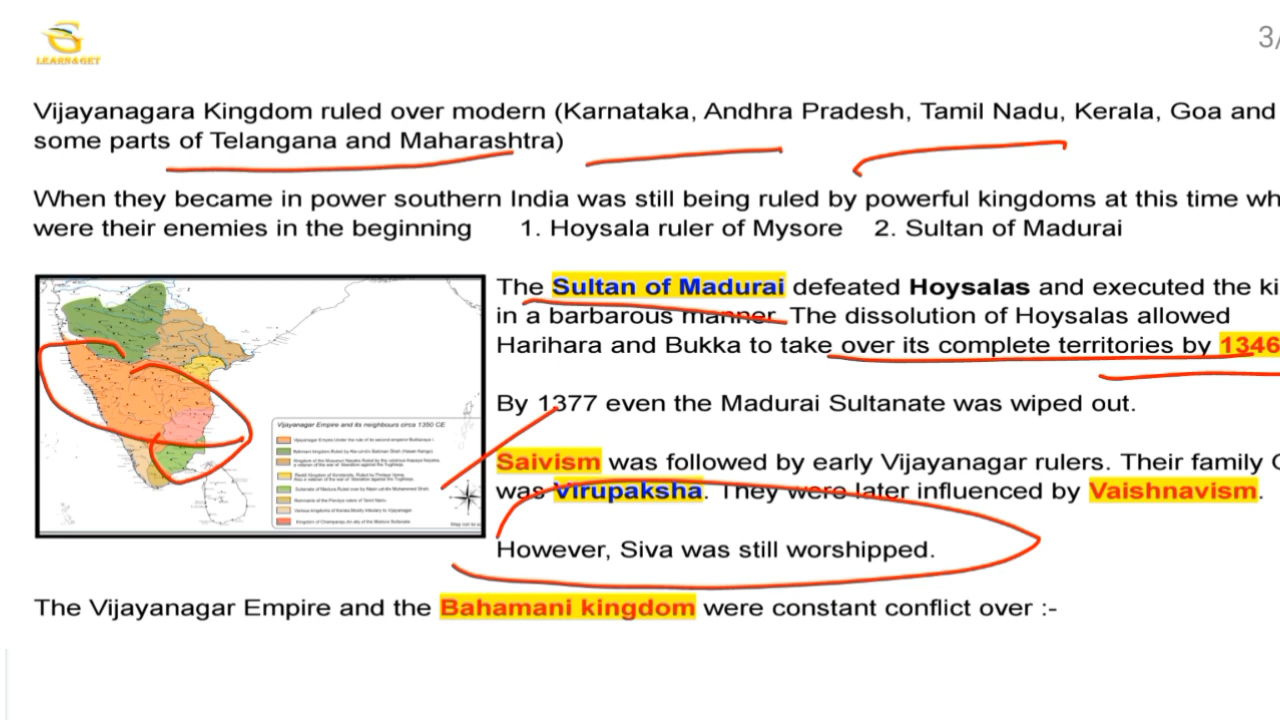 LEARN&GET
3/
Vijayanagara Kingdom ruled over modern (Karnataka, Andhra Pradesh, Tamil Nadu, Kerala, Goa and
some parts of Telangana and Maharashtra)
When they became in power southern India was still being ruled by powerful kingdoms at this time wh
were their enemies in the beginning 1. Hoysala ruler of Mysore 2. Sultan of Madurai
The Sultan of Madurai defeated Hoysalas and executed the ki
in a barbarous manner. The dissolution of Hoysalas allowed
Harihara and Bukka to take over its complete territories by 1346
By 1377 even the Madurai Sultanate was wiped out.
Saivism was followed by early Vijayanagar rulers. Their family G
was Virupaksha. They were later influenced by Vaishnavism.
However, Siva was still worshipped.
Vijayanagar Empire and its neighbours circa 1350 CE
The Vijayanagar Empire and the Bahamani kingdom were constant conflict over :-